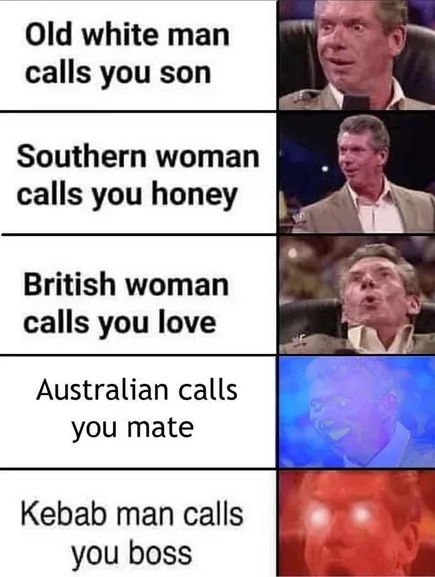 Old white man
calls you son
Southern woman
calls you honey
British woman
calls you love
Australian calls
you mate
Kebab man calls
you boss